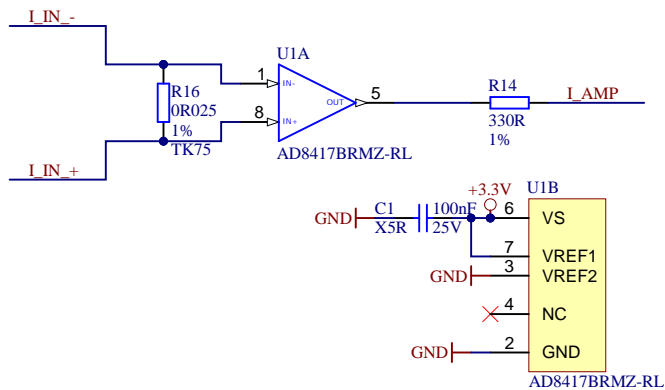 I_IN_-
U1A
1
IN-
R16
0R025
1%
TK75
8
IN+
OUT
5
AD8417BRMZ-RL
R14
330R
1%
I_AMP
I_IN_+
+3.3V
U1B
GND
C1
X5R
100nF
25V
6
VS
7
VREF1
GND
3
VREF2
4
NC
GND
2
GND
AD8417BRMZ-RL